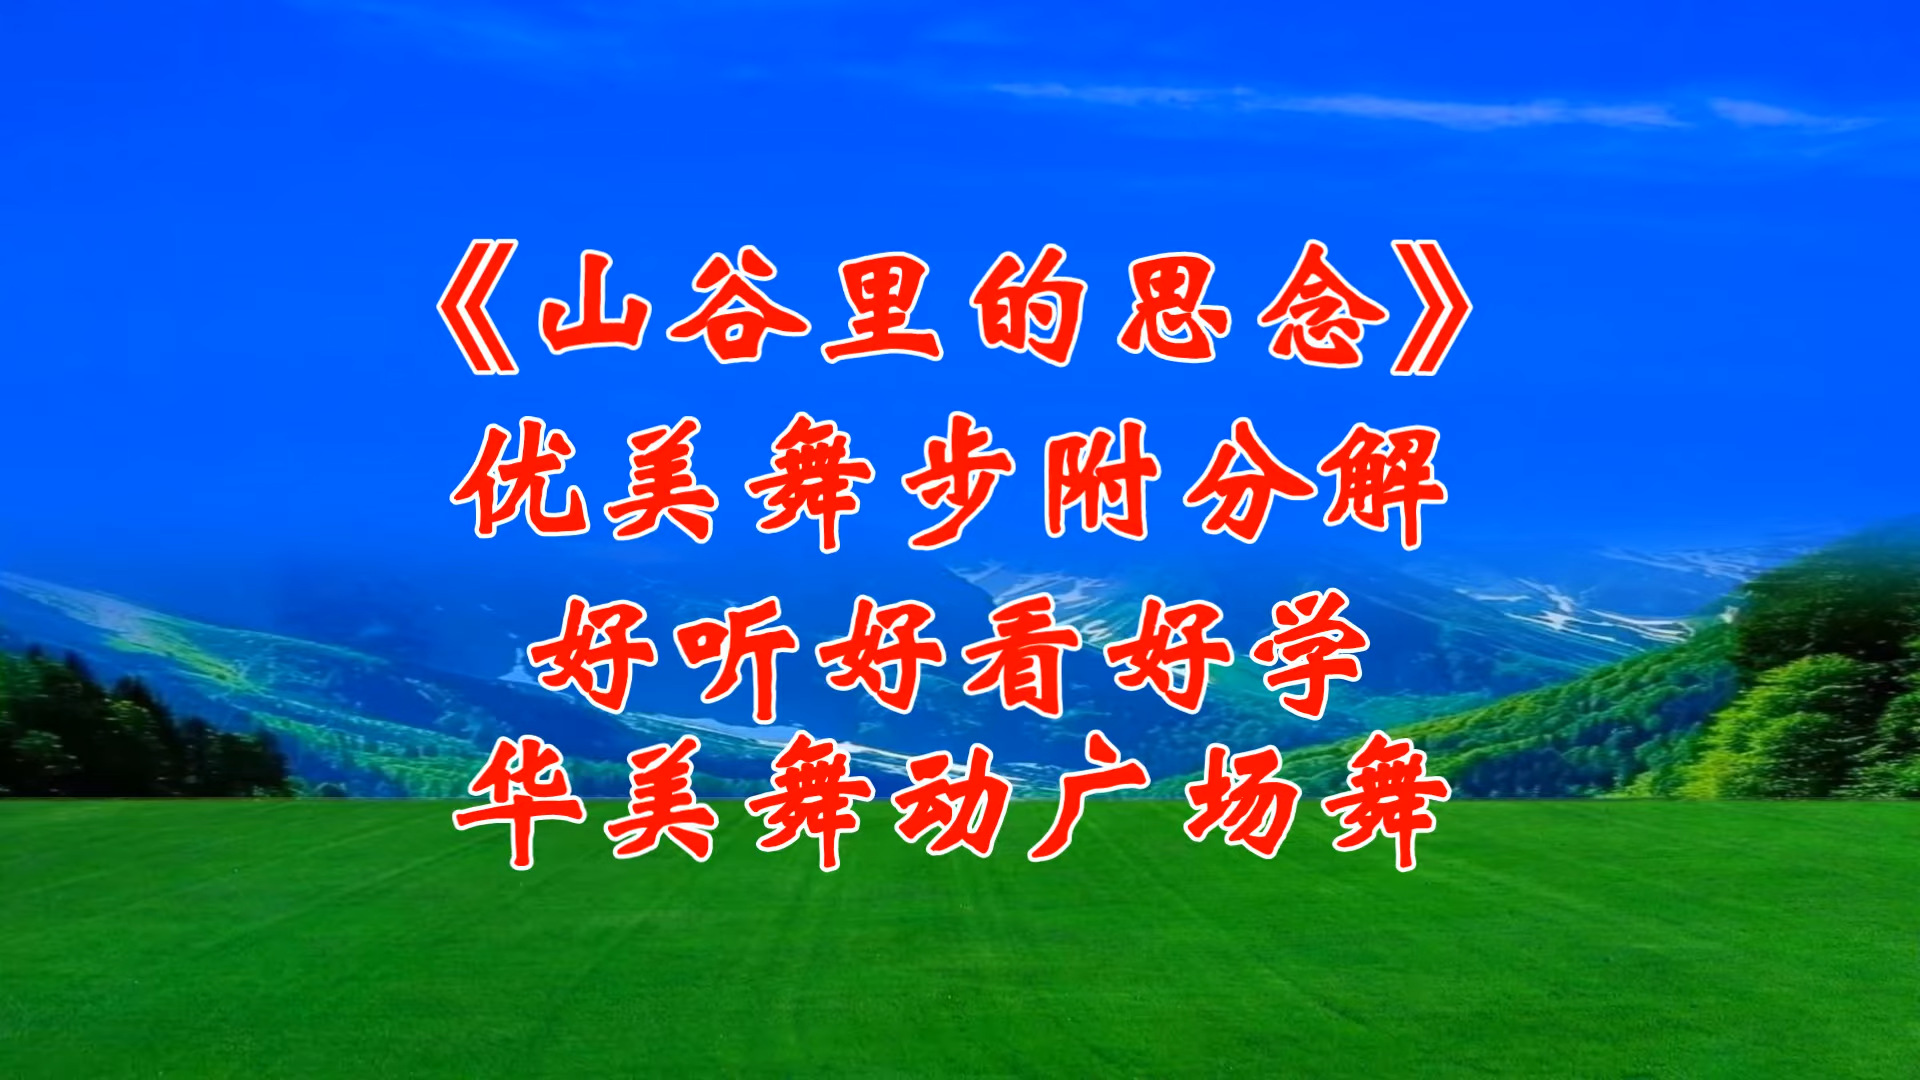 《山谷里的思念》
优美舞步附分解
好听好看好学
华美舞动广场舞